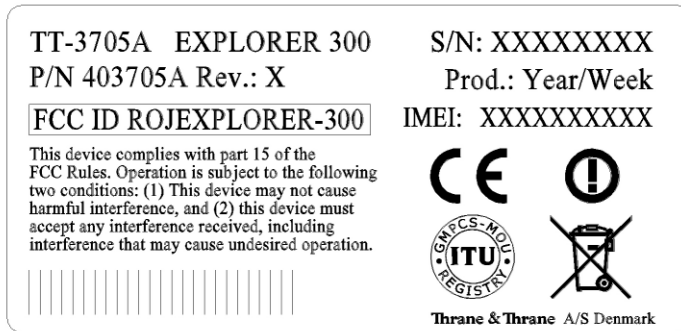 TT-3705A EXPLORER 300
P/N 403705A Rev.: X
FCC ID ROJEXPLORER-300
This device complies with part 15 of the
FCC Rules. Operation is subject to the following
two conditions: (1) This device may not cause
harmful interference, and (2) this device must
accept any interference received, including
interference that may cause undesired operation.
S/N: XXXXXXXX
Prod.: Year/Week
IMEI: XXXXXXXXXX
CE
GMPCS-MOU
ITU
REGISTRY
Thrane & Thrane A/S Denmark